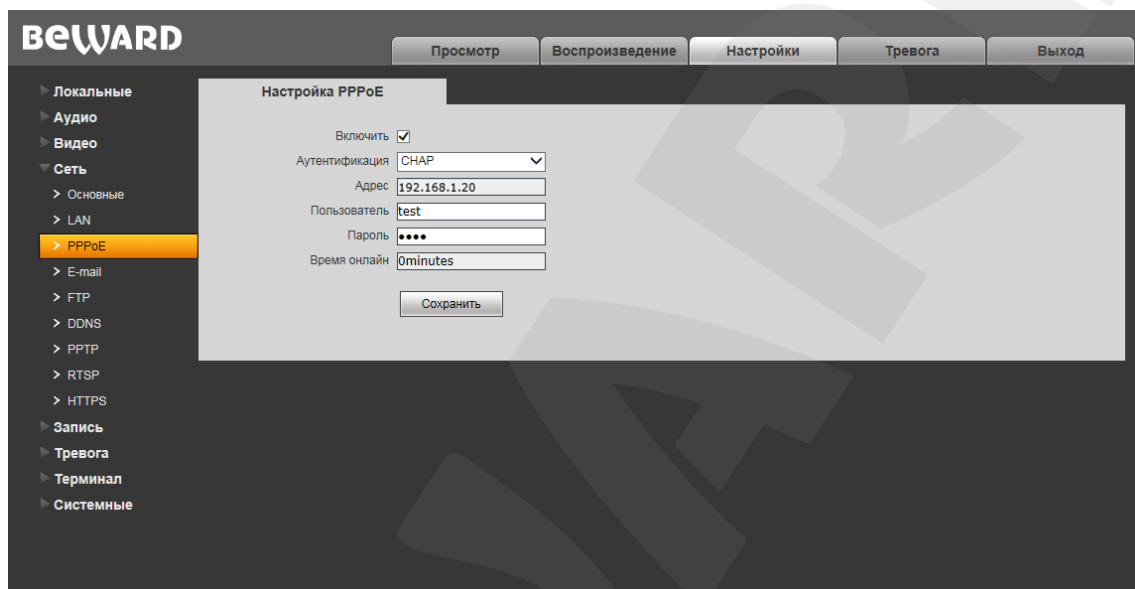 BEWARD
Просмотр Воспроизведение Настройки Тревога Выход
Локальные
Аудио
Видео
Сеть
> Основные
> LAN
> PPPoE
> E-mail
> FTP
> DDNS
> PPTP
> RTSP
> HTTPS
Запись
Тревога
Терминал
Системные
Настройка PPPoE
Включить
Аутентификация CHAP
Адрес 192.168.1.20
Пользователь test
Пароль ••••
Время онлайн 0minutes
Сохранить